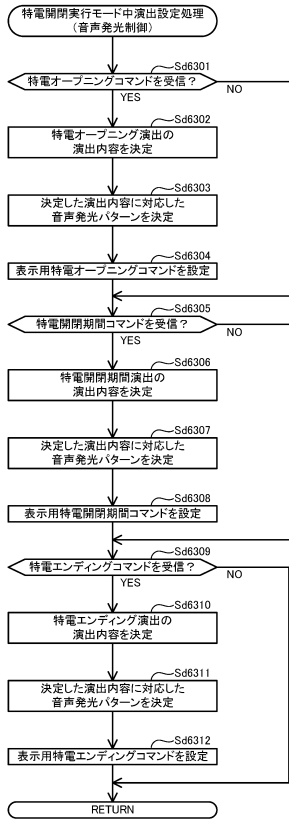 特電開閉実行モード中演出設定処理
(音声発光制御)
Sd6301
特電オープニングコマンドを受信?
NO
YES
Sd6302
特電オープニング演出の
演出内容を決定
Sd6303
決定した演出内容に対応した
音声発光パターンを決定
Sd6304
表示用特電オープニングコマンドを設定
Sd6305
特電開閉期間コマンドを受信?
NO
YES
Sd6306
特電開閉期間演出の
演出内容を決定
Sd6307
決定した演出内容に対応した
音声発光パターンを決定
Sd6308
表示用特電開閉期間コマンドを設定
Sd6309
特電エンディングコマンドを受信?
NO
YES
Sd6310
特電エンディング演出の
演出内容を決定
Sd6311
決定した演出内容に対応した
音声発光パターンを決定
Sd6312
表示用特電エンディングコマンドを設定
RETURN